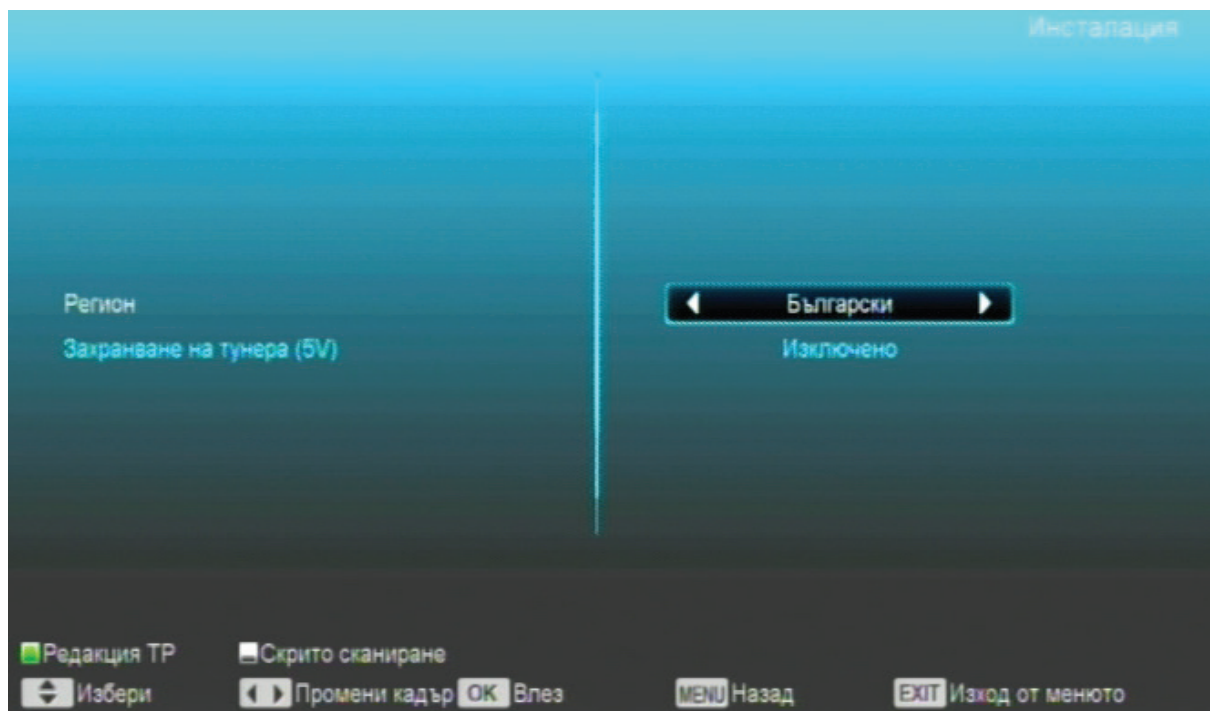 Инсталация
Регион Български
Захранване на тунера (5V) Изключено
Редакция ТР Скрито сканиране
Избери Промени кадър OK Влез MENU Назад EXIT Изход от менюто